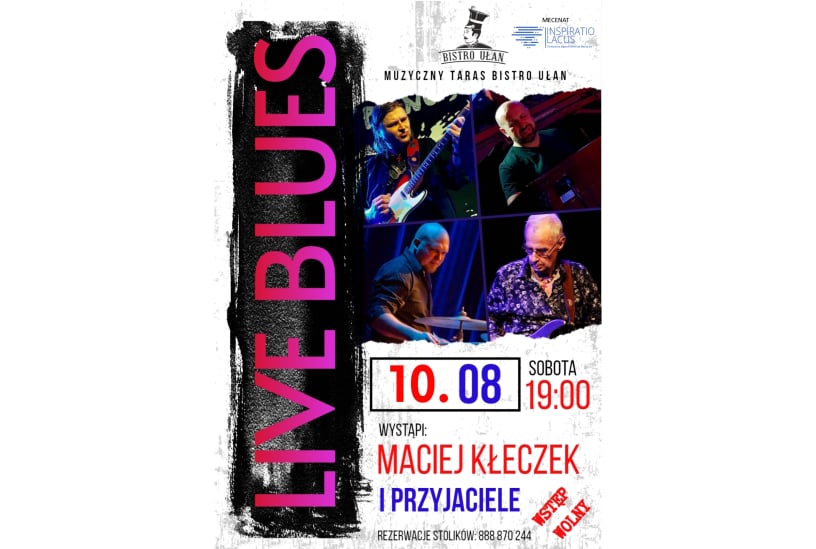 LIVE BLUES
BISTRO UŁAN
MECENAT
INSPIRATIO
LACUS
MUZYCZNY TARAS BISTRO UŁAN
10.08
SOBOTA
19:00
WYSTĄPI:
MACIEJ KŁECZEK
I PRZYJACIELE
WSTĘP
WOLNY
REZERWACJE STOLIKÓW: 888 870 244